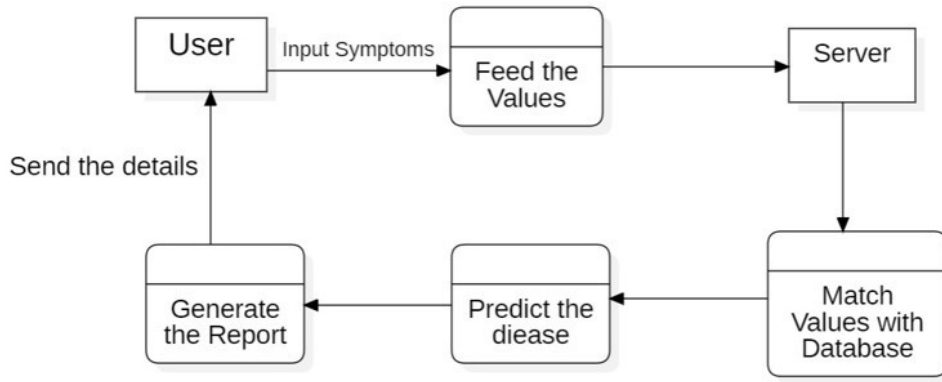 User
Input Symptoms
Feed the
Values
Server
Send the details
Generate
the Report
Predict the
diease
Match
Values with
Database